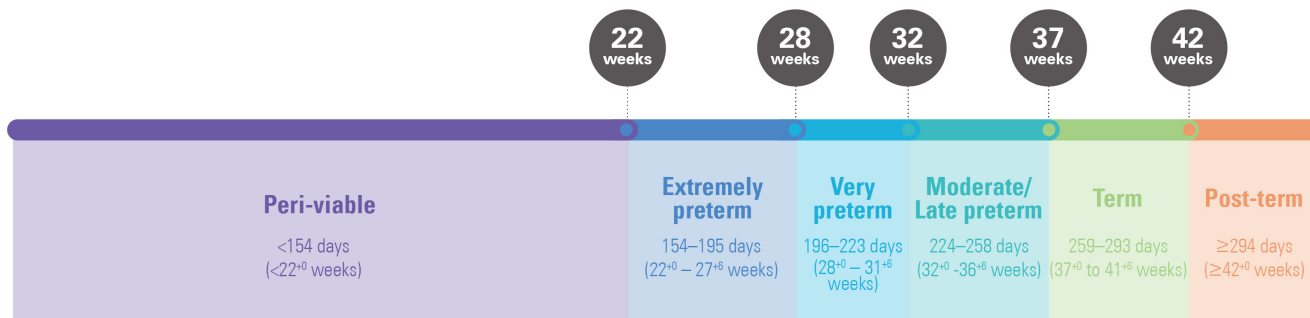 22
weeks
28
weeks
32
weeks
37
weeks
42
weeks
Peri-viable
<154 days
(<22⁺⁰ weeks)
Extremely
preterm
154–195 days
(22⁺⁰ – 27⁺⁶ weeks)
Very
preterm
196–223 days
(28⁺⁰ – 31⁺⁶
weeks)
Moderate/
Late preterm
224–258 days
(32⁺⁰ -36⁺⁶ weeks)
Term
259–293 days
(37⁺⁰ to 41⁺⁶ weeks)
Post-term
≥294 days
(≥42⁺⁰ weeks)